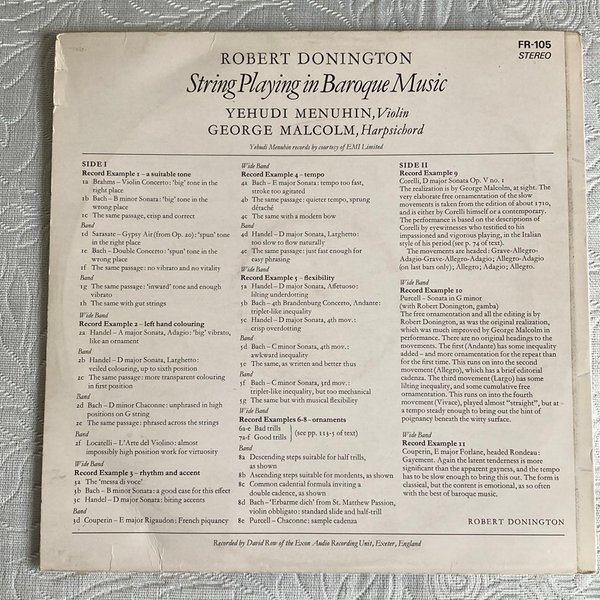 FR-105
STEREO
ROBERT DONINGTON
String Playing in Baroque Music
YEHUDI MENUHIN, Violin
GEORGE MALCOLM, Harpsichord
Yehudi Menuhin records by courtesy of EMI Limited
SIDE I
Record Example 1 – a suitable tone
1a Brahms – Violin Concerto: ‘big’ tone in the
right place
1b Bach – B minor Sonata: ‘big’ tone in the
wrong place
1c The same passage, crisp and correct
Band
1d Sarasate – Gypsy Air (from Op. 20): ‘spun’ tone
in the right place
1e Bach – Double Concerto: ‘spun’ tone in the
wrong place
1f The same passage: no vibrato and no vitality
Band
1g The same passage: ‘inward’ tone and enough
vibrato
1h The same with gut strings
Wide Band
Record Example 2 – left hand colouring
2a Handel – A major Sonata, Adagio: ‘big’ vibrato,
like an ornament
Band
2b Handel – D major Sonata, Larghetto:
veiled colouring, up to sixth position
2c The same passage: more transparent colouring
in first position
Band
2d Bach – D minor Chaconne: unphrased in high
positions on G string
2e The same passage: phrased across the strings
Band
2f Locatelli – L’Arte del Violino: almost
impossibly high position work for virtuosity
Wide Band
Record Example 3 – rhythm and accent
3a The ‘messa di voce’
3b Bach – B minor Sonata: a good case for this effect
3c Handel – D major Sonata: biting accents
Band
3d Couperin – E major Rigaudon: French piquancy
Wide Band
Record Example 4 – tempo
4a Bach – E major Sonata: tempo too fast,
stroke too agitated
4b The same passage: quieter tempo, sprung
détaché
4c The same with a modern bow
Band
4d Handel – D major Sonata, Larghetto:
too slow to flow naturally
4e The same passage: just fast enough for
easy phrasing
Wide Band
Record Example 5 – flexibility
5a Handel – D major Sonata, Affetuoso:
lilting underdotting
5b Bach – 4th Brandenburg Concerto, Andante:
triplet-like inequality
5c Handel – D major Sonata, 4th mov.:
crisp overdotting
Band
5d Bach – C minor Sonata, 4th mov.:
awkward inequality
5e The same, as written and better thus
Band
5f Bach – C minor Sonata, 3rd mov.:
triplet-like inequality, but too mechanical
5g The same but with musical flexibility
Wide Band
Record Examples 6-8 – ornaments
6a-e Bad trills
7a-f Good trills
(see pp. 113-5 of text)
Band
8a Descending steps suitable for half trills,
as shown
8b Ascending steps suitable for mordents, as shown
8c Common cadential formula inviting a
double cadence, as shown
8d Bach – ‘Erbarme dich’ from St. Matthew Passion,
violin obbligato: standard slide and half-trill
8e Purcell – Chaconne: sample cadenza
SIDE II
Record Example 9
Corelli, D major Sonata Op. V no. 1
The realization is by George Malcolm, at sight. The
very elaborate free ornamentation of the slow
movements is taken from the edition of about 1710,
and is either by Corelli himself or a contemporary.
The performance is based on the descriptions of
Corelli by eyewitnesses who testified to his
impassioned and vigorous playing, in the Italian
style of his period (see p. 74 of text).
The movements are headed: Grave-Allegro-
Adagio-Grave-Allegro-Adagio; Allegro-Adagio
(on last bars only); Allegro; Adagio; Allegro.
Wide Band
Record Example 10
Purcell – Sonata in G minor
(with Robert Donington, gamba)
The free ornamentation and all the editing is by
Robert Donington, as was the original realization,
which was much improved by George Malcolm in
performance. There are no original headings to the
movements. The first (Andante) has some inequality
added – and more ornamentation for the repeat than
for the first time. This runs on into the second
movement (Allegro), which has a brief editorial
cadenza. The third movement (Largo) has some
lilting inequality, and some cumulative free
ornamentation. This runs on into the fourth
movement (Vivace), played almost “straight”, but at –
a tempo steady enough to bring out the hint of
poignancy beneath the witty surface.
Wide Band
Record Example 11
Couperin, E major Forlane, headed Rondeau:
Gayement. Again the latent tenderness is more
significant than the apparent gayness, and the tempo
has to be slow enough to bring this out. The form is
classical, but the content is emotional, as so often
with the best of baroque music.
ROBERT DONINGTON
Recorded by David Row of the Exon Audio Recording Unit, Exeter, England